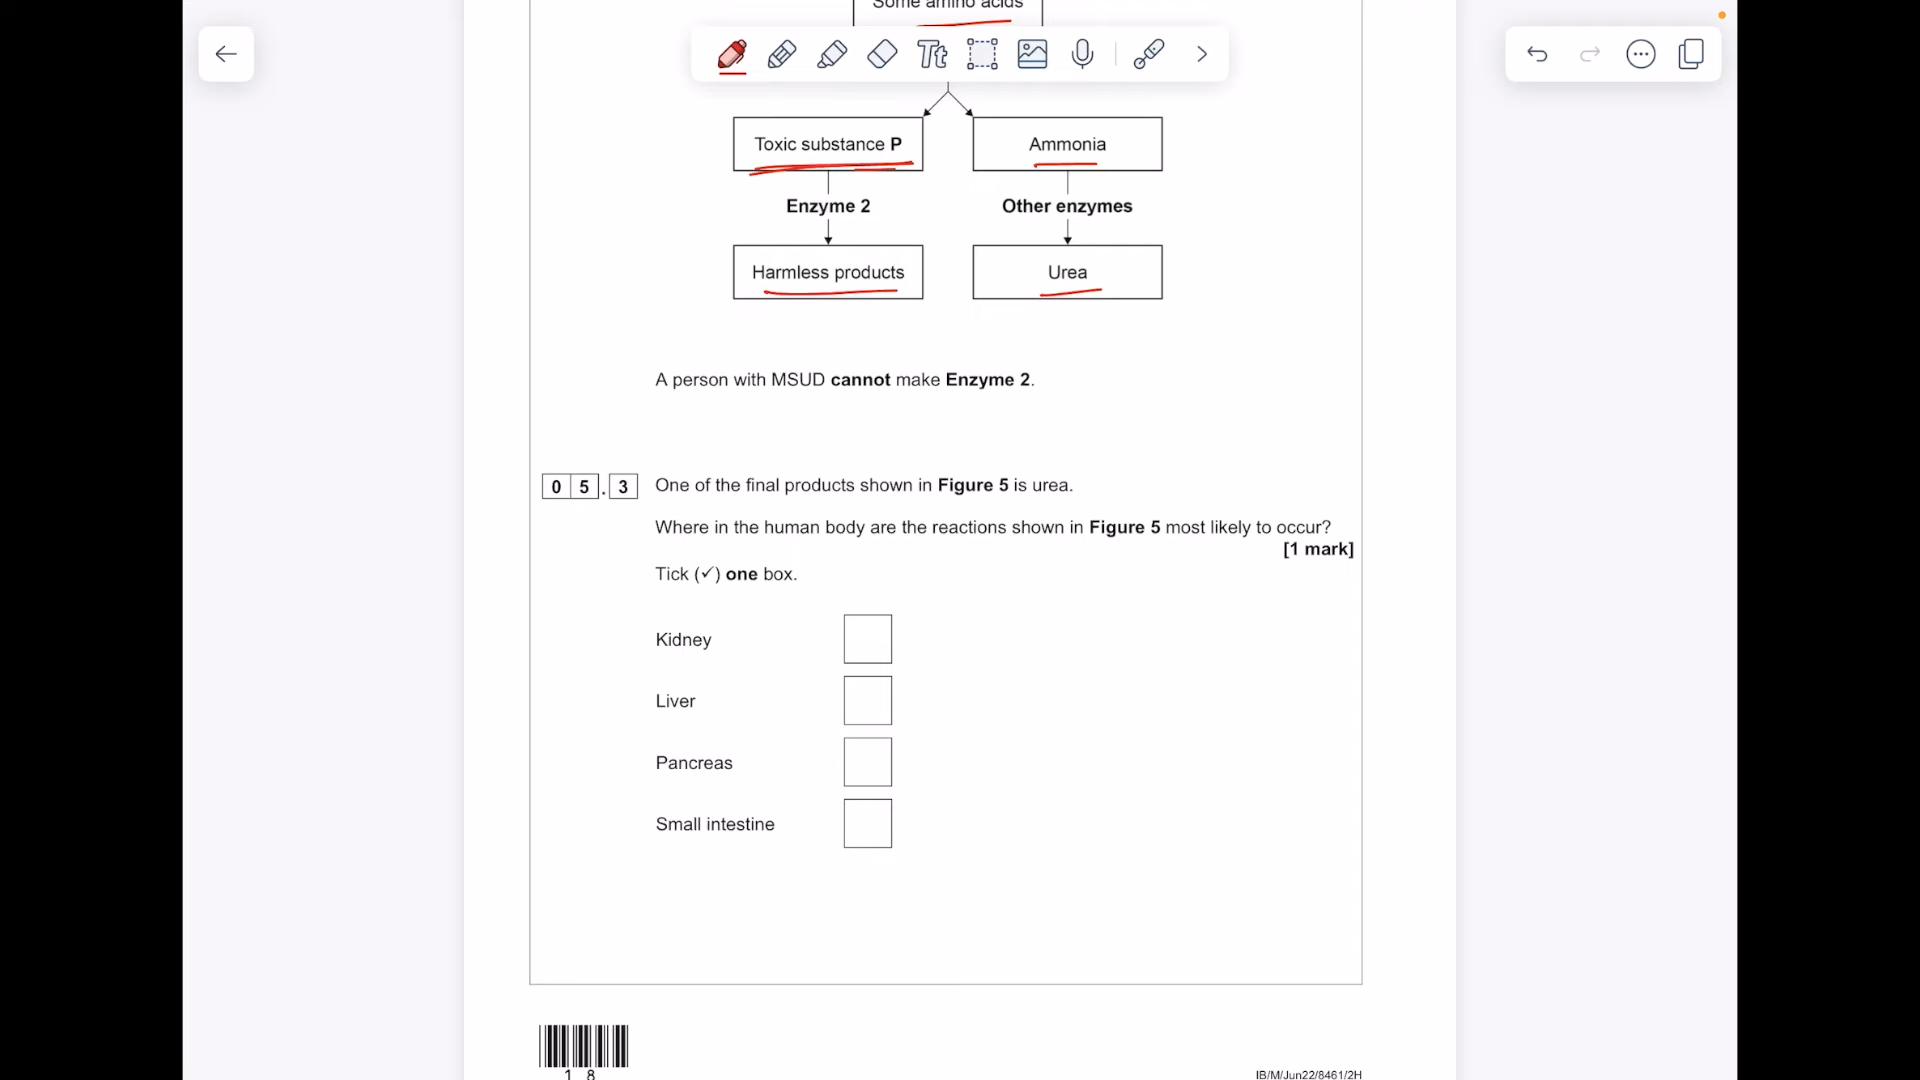 Some amino acids
Tt
Toxic substance P
Ammonia
Enzyme 2
Other enzymes
Harmless products
Urea
A person with MSUD cannot make Enzyme 2.
0 5 . 3 One of the final products shown in Figure 5 is urea.
Where in the human body are the reactions shown in Figure 5 most likely to occur?
[1 mark]
Tick (✓) one box.
Kidney
Liver
Pancreas
Small intestine
1 8
IB/M/Jun22/8461/2H